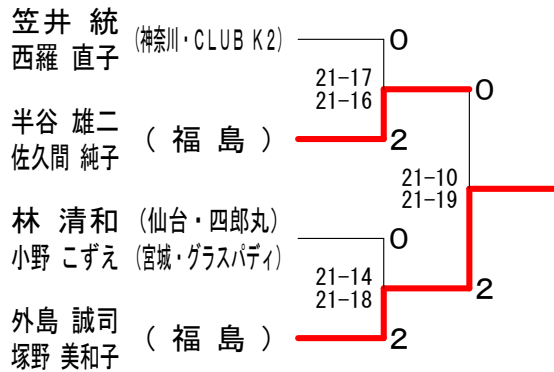 笠井 統
西羅 直子
(神奈川・CLUB K2)
0
21-17
21-16
0
半谷 雄二
佐久間 純子
( 福 島 )
2
21-10
21-19
林 清和
(仙台・四郎丸)
小野 こずえ
(宮城・グラスパディ)
0
21-14
21-18
2
外島 誠司
塚野 美和子
( 福 島 )
2